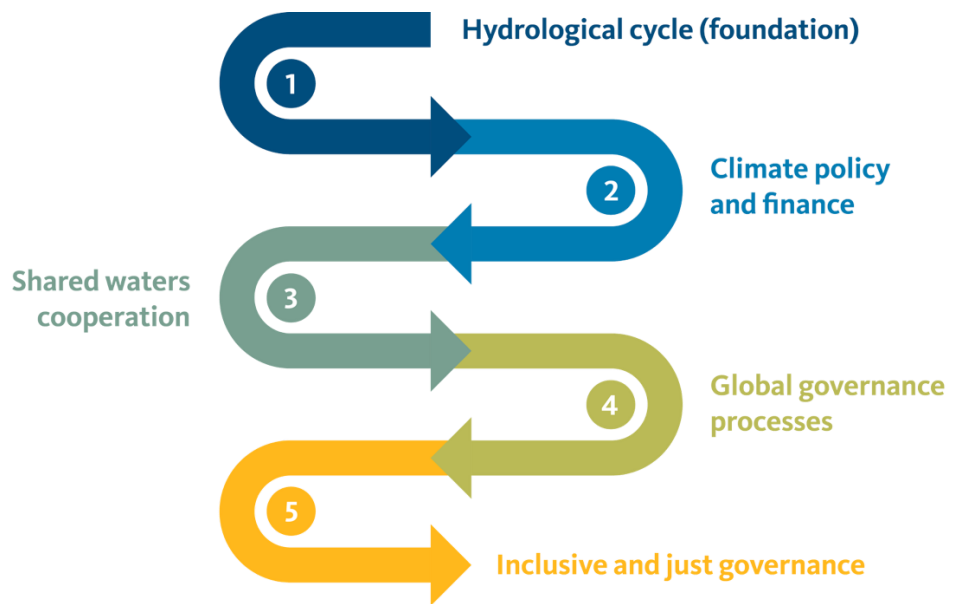 Hydrological cycle (foundation)
1
2
Climate policy
and finance
Shared waters
cooperation
3
4
Global governance
processes
5
Inclusive and just governance